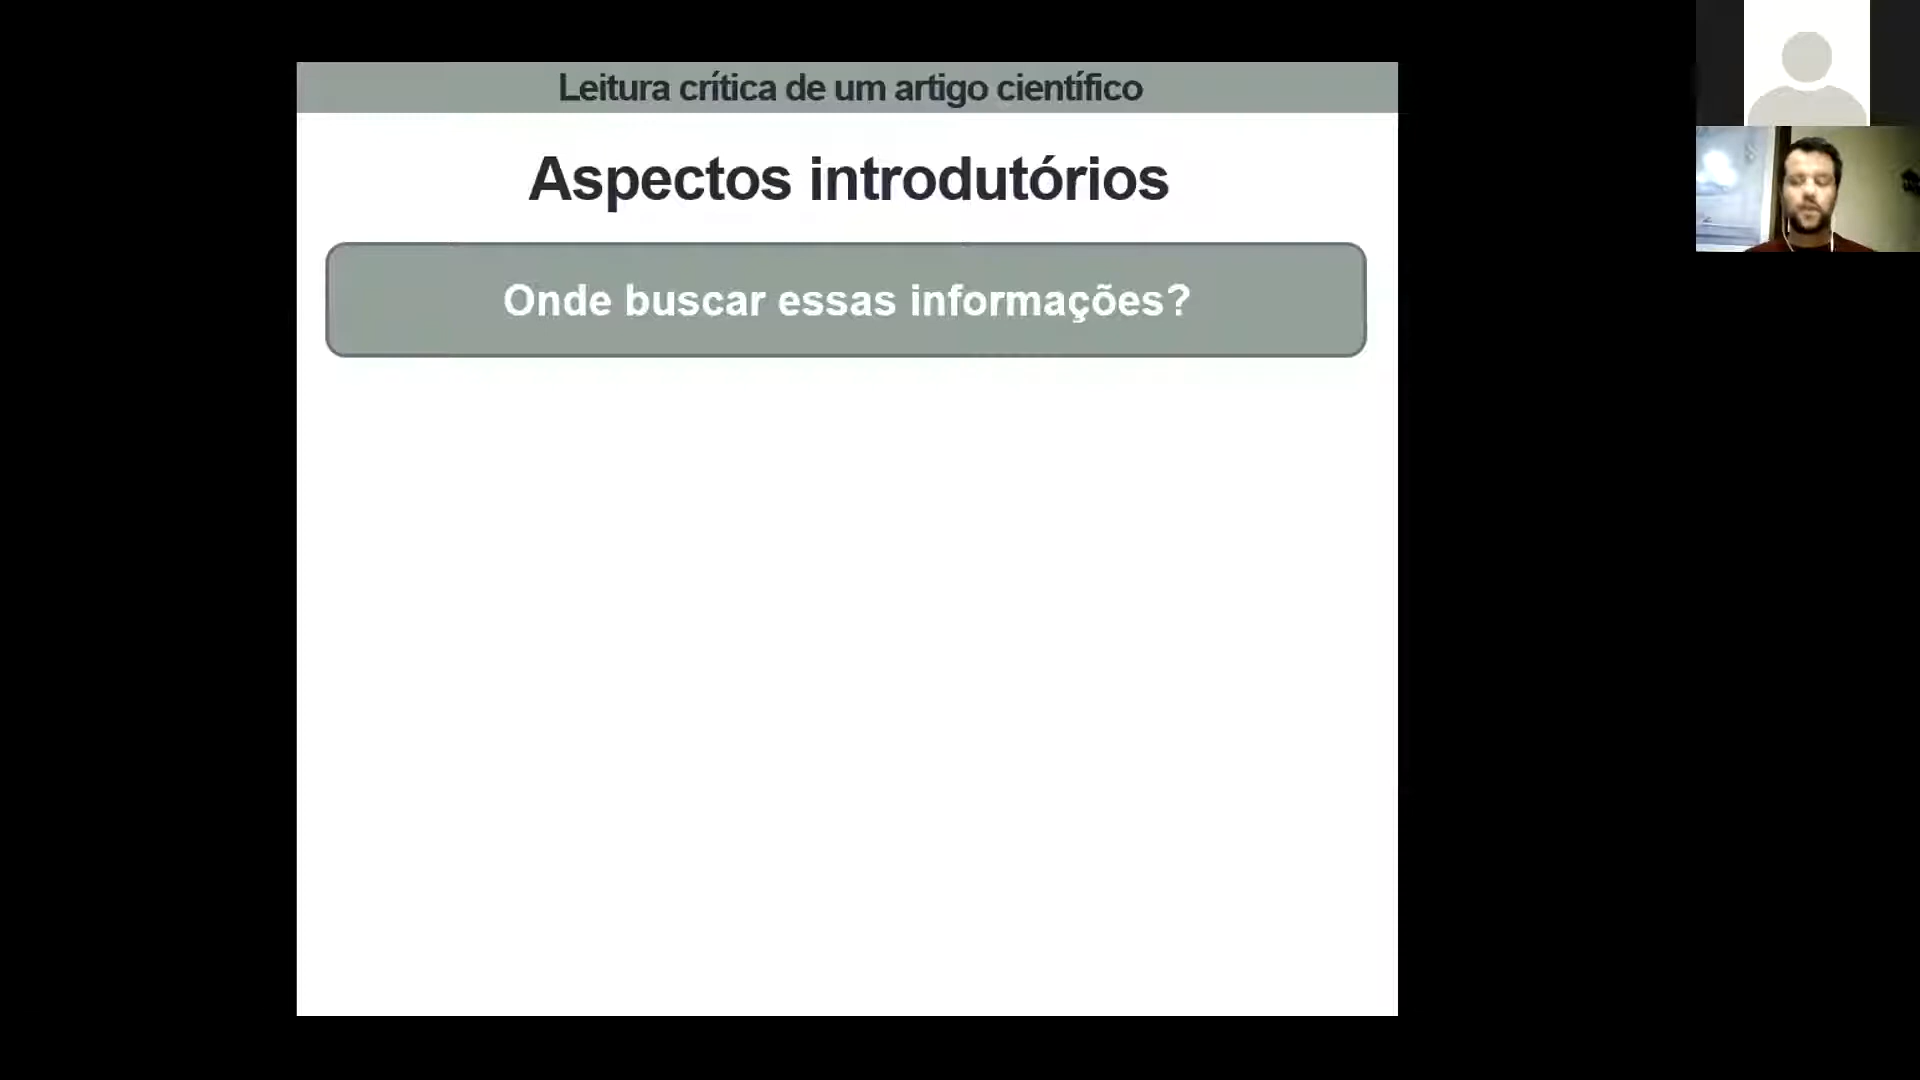 Leitura crítica de um artigo científico
Aspectos introdutórios
Onde buscar essas informações?